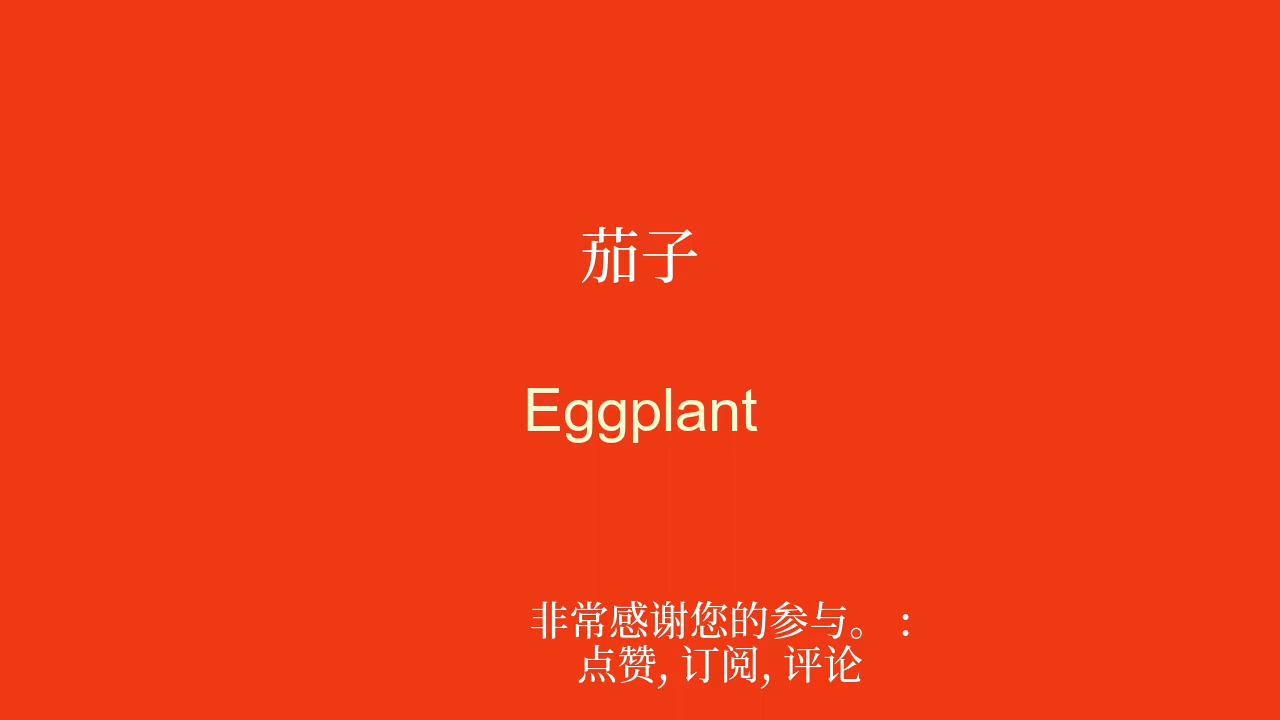 茄子
Eggplant
非常感谢您的参与。 :
点赞, 订阅, 评论